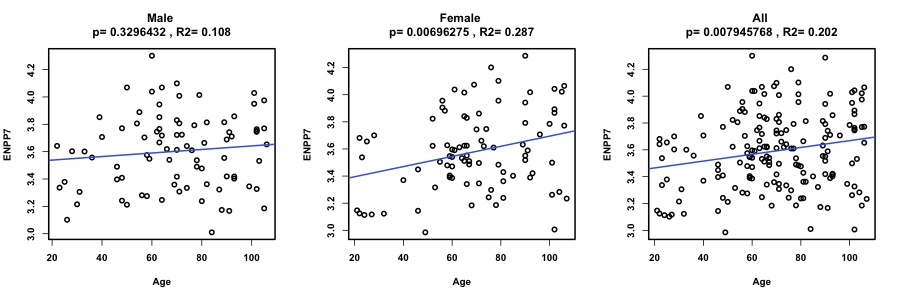 Male
p= 0.3296432 , R2= 0.108
ENPP7
3.0 3.2 3.4 3.6 3.8 4.0 4.2
20 40 60 80 100
Age
Female
p= 0.00696275 , R2= 0.287
ENPP7
3.0 3.2 3.4 3.6 3.8 4.0 4.2
20 40 60 80 100
Age
All
p= 0.007945768 , R2= 0.202
ENPP7
3.0 3.2 3.4 3.6 3.8 4.0 4.2
20 40 60 80 100
Age